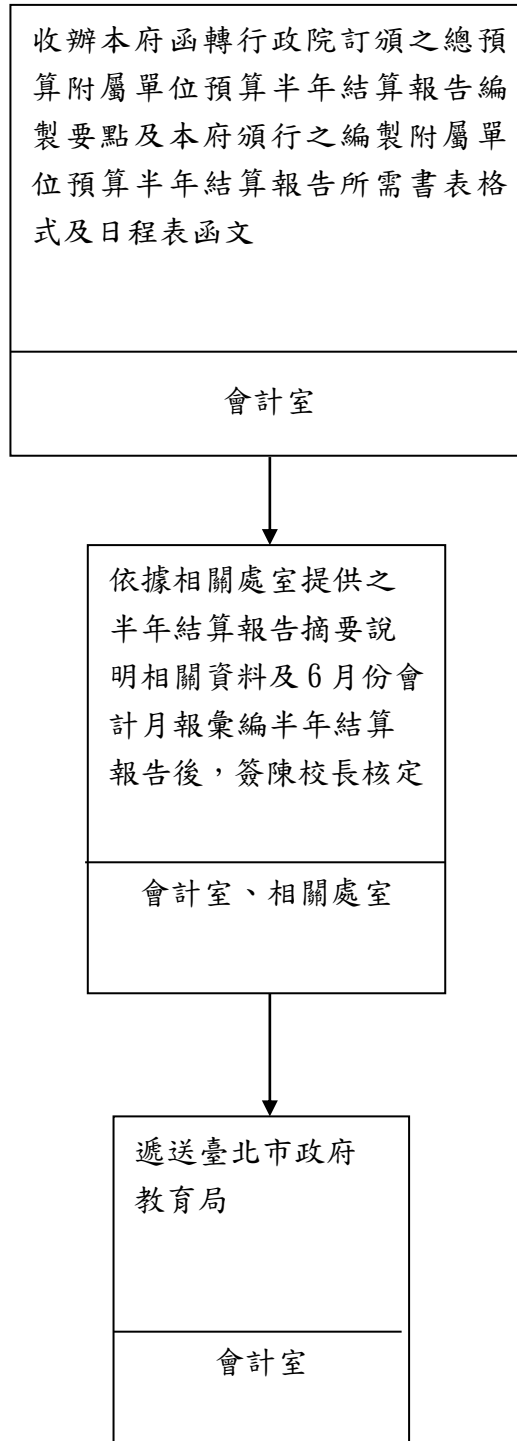 收辦本府函轉行政院訂頒之總預
算附屬單位預算半年結算報告編
製要點及本府頒行之編製附屬單
位預算半年結算報告所需書表格
式及日程表函文
會計室
依據相關處室提供之
半年結算報告摘要說
明相關資料及6月份會
計月報彙編半年結算
報告後，簽陳校長核定
會計室、相關處室
遞送臺北市政府
教育局
會計室